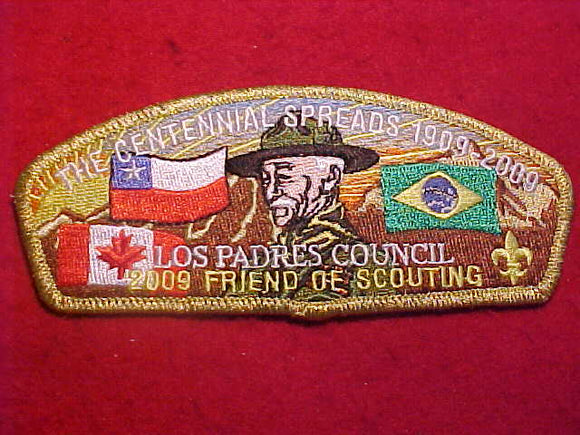 THE CENTENNIAL SPREADS 1909-2009
LOS PADRES COUNCIL
2009 FRIEND OF SCOUTING